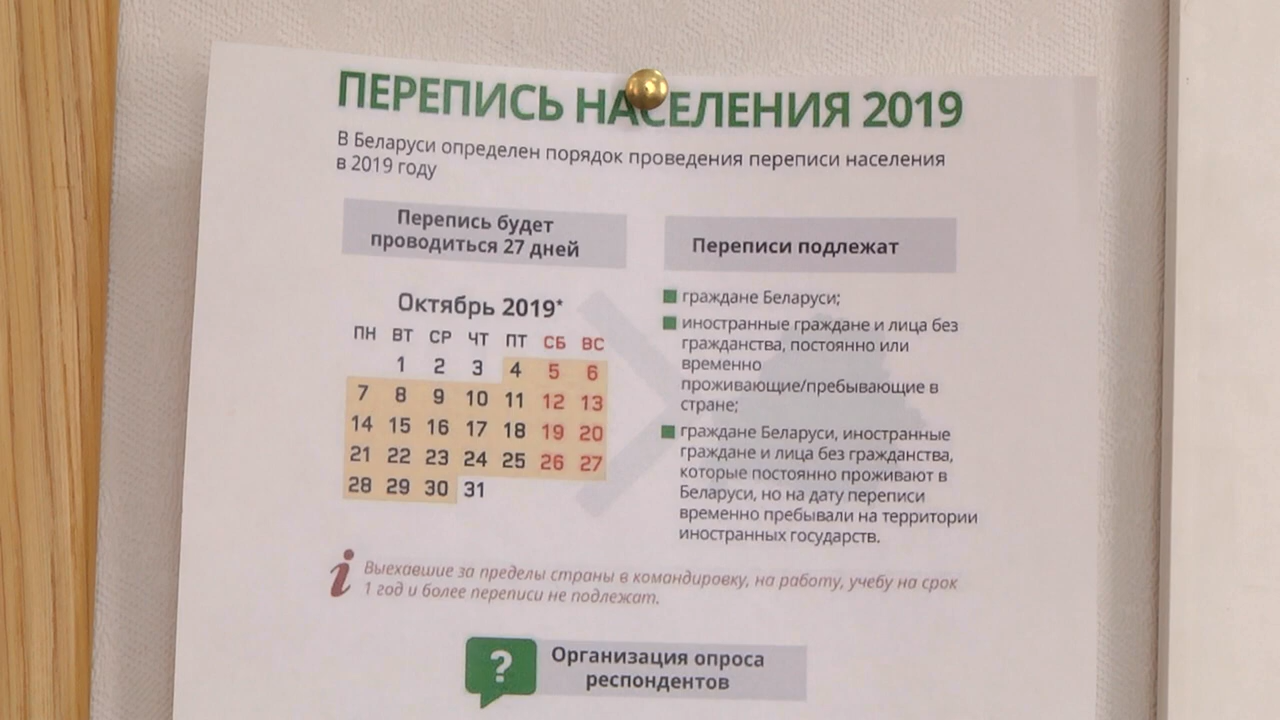 ПЕРЕПИСЬ НАСЕЛЕНИЯ 2019
В Беларуси определен порядок проведения переписи населения
в 2019 году
Перепись будет
проводиться 27 дней
Октябрь 2019*
ПН ВТ СР ЧТ ПТ СБ ВС
1 2 3 4 5 6
7 8 9 10 11 12 13
14 15 16 17 18 19 20
21 22 23 24 25 26 27
28 29 30 31
Переписи подлежат
граждане Беларуси;
иностранные граждане и лица без
гражданства, постоянно или
временно
проживающие/пребывающие в
стране;
граждане Беларуси, иностранные
граждане и лица без гражданства,
которые постоянно проживают в
Беларуси, но на дату переписи
временно пребывали на территории
иностранных государств.
i Выехавшие за пределы страны в командировку, на работу, учебу на срок
1 год и более переписи не подлежат.
? Организация опроса
респондентов